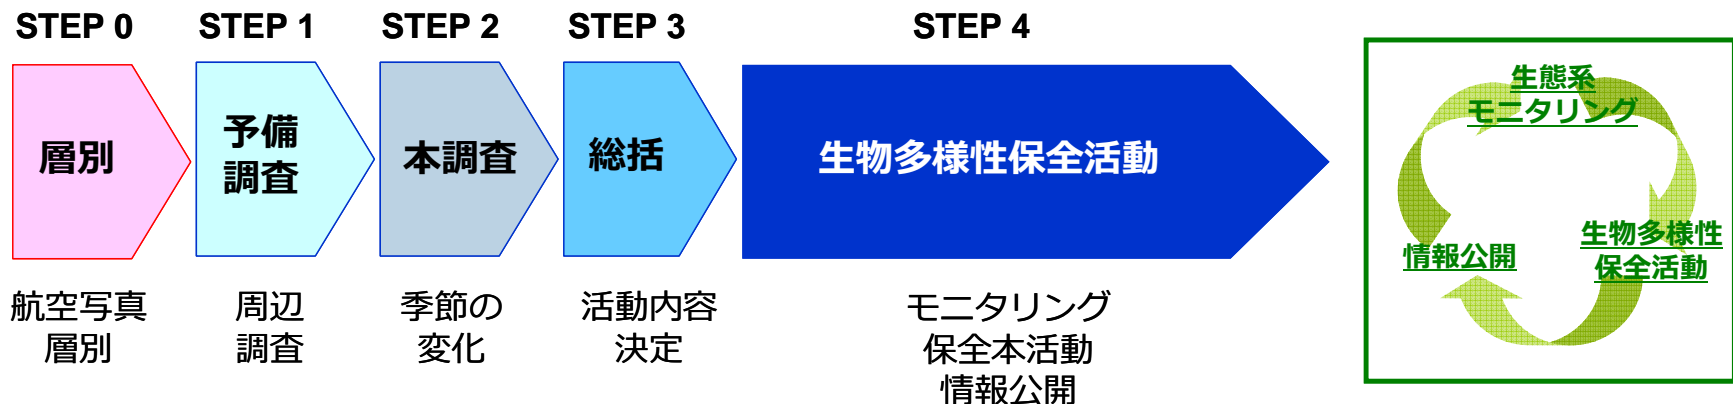 STEP 0
STEP 1
STEP 2
STEP 3
STEP 4
層別
予備
調査
本調査
総括
生物多様性保全活動
航空写真
層別
周辺
調査
季節の
変化
活動内容
決定
モニタリング
保全本活動
情報公開
生態系
モニタリング
生物多様性
保全活動
情報公開